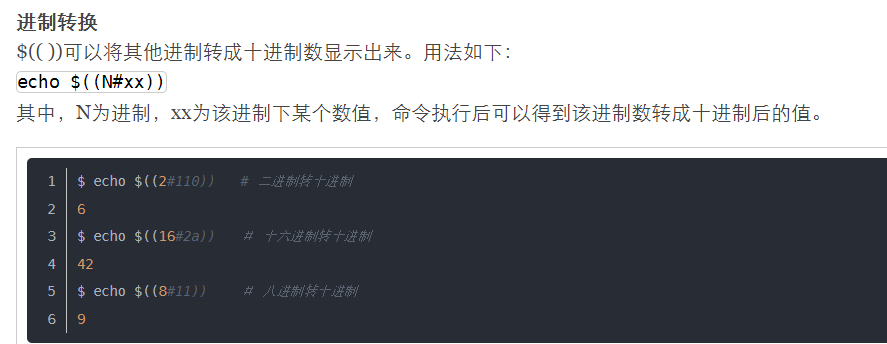 进制转换
$(( ))可以将其他进制转成十进制数显示出来。用法如下：
echo $((N#xx))
其中，N为进制，xx为该进制下某个数值，命令执行后可以得到该进制数转成十进制后的值。
1 $ echo $((2#110)) # 二进制转十进制
2 6
3 $ echo $((16#2a)) # 十六进制转十进制
4 42
5 $ echo $((8#11)) # 八进制转十进制
6 9